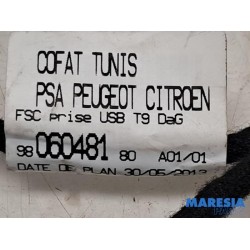 COFAT TUNIS
PSA PEUGEOT CITROEN
FSC prise USB T9 DaG
98 060481 80 A01/01
DATE DE PLAN 30/05/2013
MARESIA